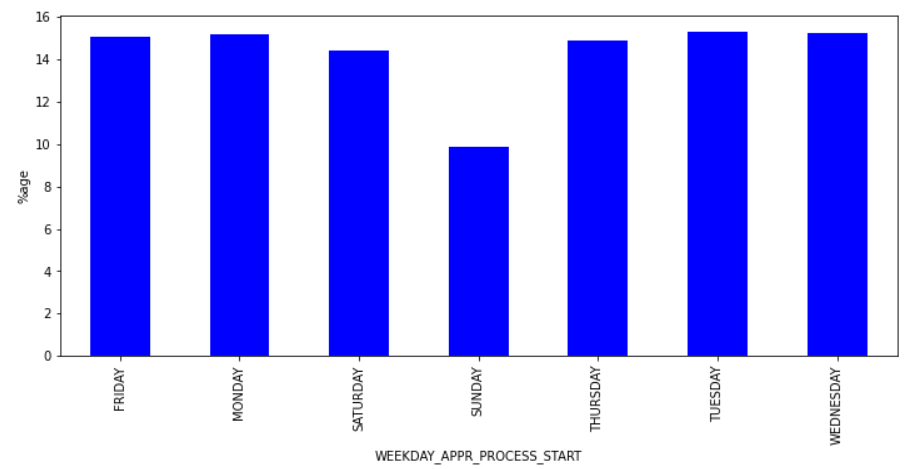 16
14
12
10
8
6
4
2
0
%age
FRIDAY
MONDAY
SATURDAY
SUNDAY
THURSDAY
TUESDAY
WEDNESDAY
WEEKDAY_APPR_PROCESS_START